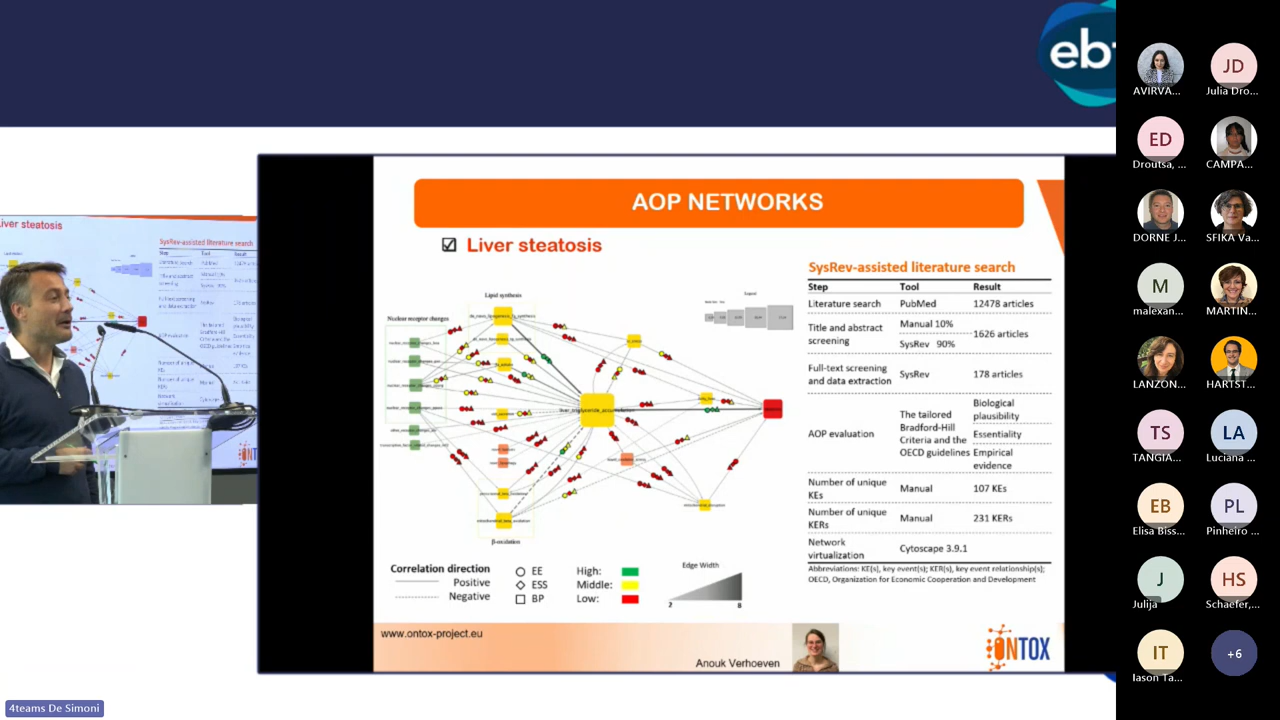 eb
AOP NETWORKS
Liver steatosis
SysRev-assisted literature search
Step Tool Result
Literature search PubMed 12478 articles
Title and abstract screening Manual 10% 1626 articles
SysRev 90%
Full-text screening and data extraction SysRev 178 articles
AOP evaluation The tailored Bradford-Hill Criteria and the OECD guidelines Biological plausibility
Essentiality
Empirical evidence
Number of unique KEs Manual 107 KEs
Number of unique KERs Manual 231 KERs
Network virtualization Cytoscape 3.9.1
Abbreviations: KE(s), key event(s); KER(s), key event relationship(s);
OECD, Organization for Economic Cooperation and Development
Lipid synthesis
Nuclear receptor changes
liver_triglyceride_accumulation
β-oxidation
Correlation direction
Positive
Negative
EE
ESS
BP
High:
Middle:
Low:
Edge Width
2 8
www.ontox-project.eu
Anouk Verhoeven
ONTOX
iver steatosis
SysRev-assisted literature search
4teams De Simoni
AVIRVA...
JD
Julia Dro...
ED
Droutsa, ...
CAMPA...
DORNE J...
SFIKA Va...
M
malexan...
MARTIN...
LANZON...
HARTST...
TS
TANGIA...
LA
Luciana ...
EB
Elisa Biss...
PL
Pinheiro ...
J
Julija
HS
Schaefer,...
IT
Iason Ta...
+6